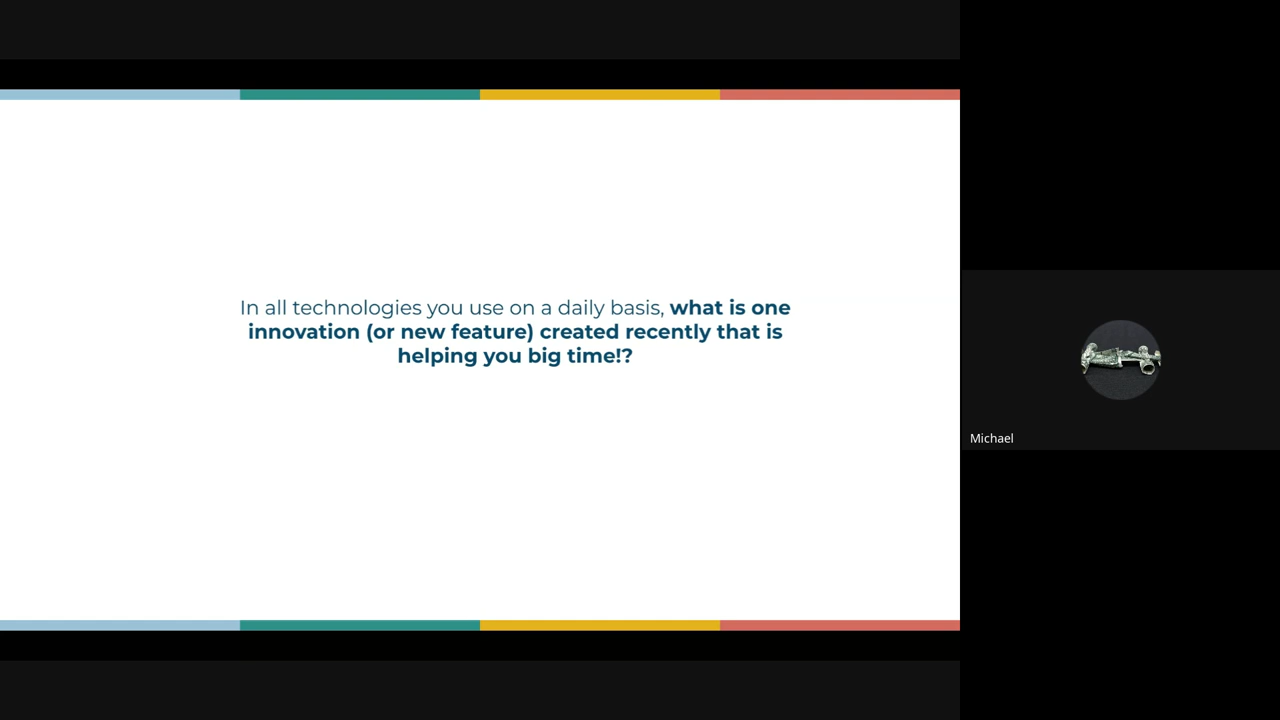 In all technologies you use on a daily basis, what is one
innovation (or new feature) created recently that is
helping you big time!?
Michael